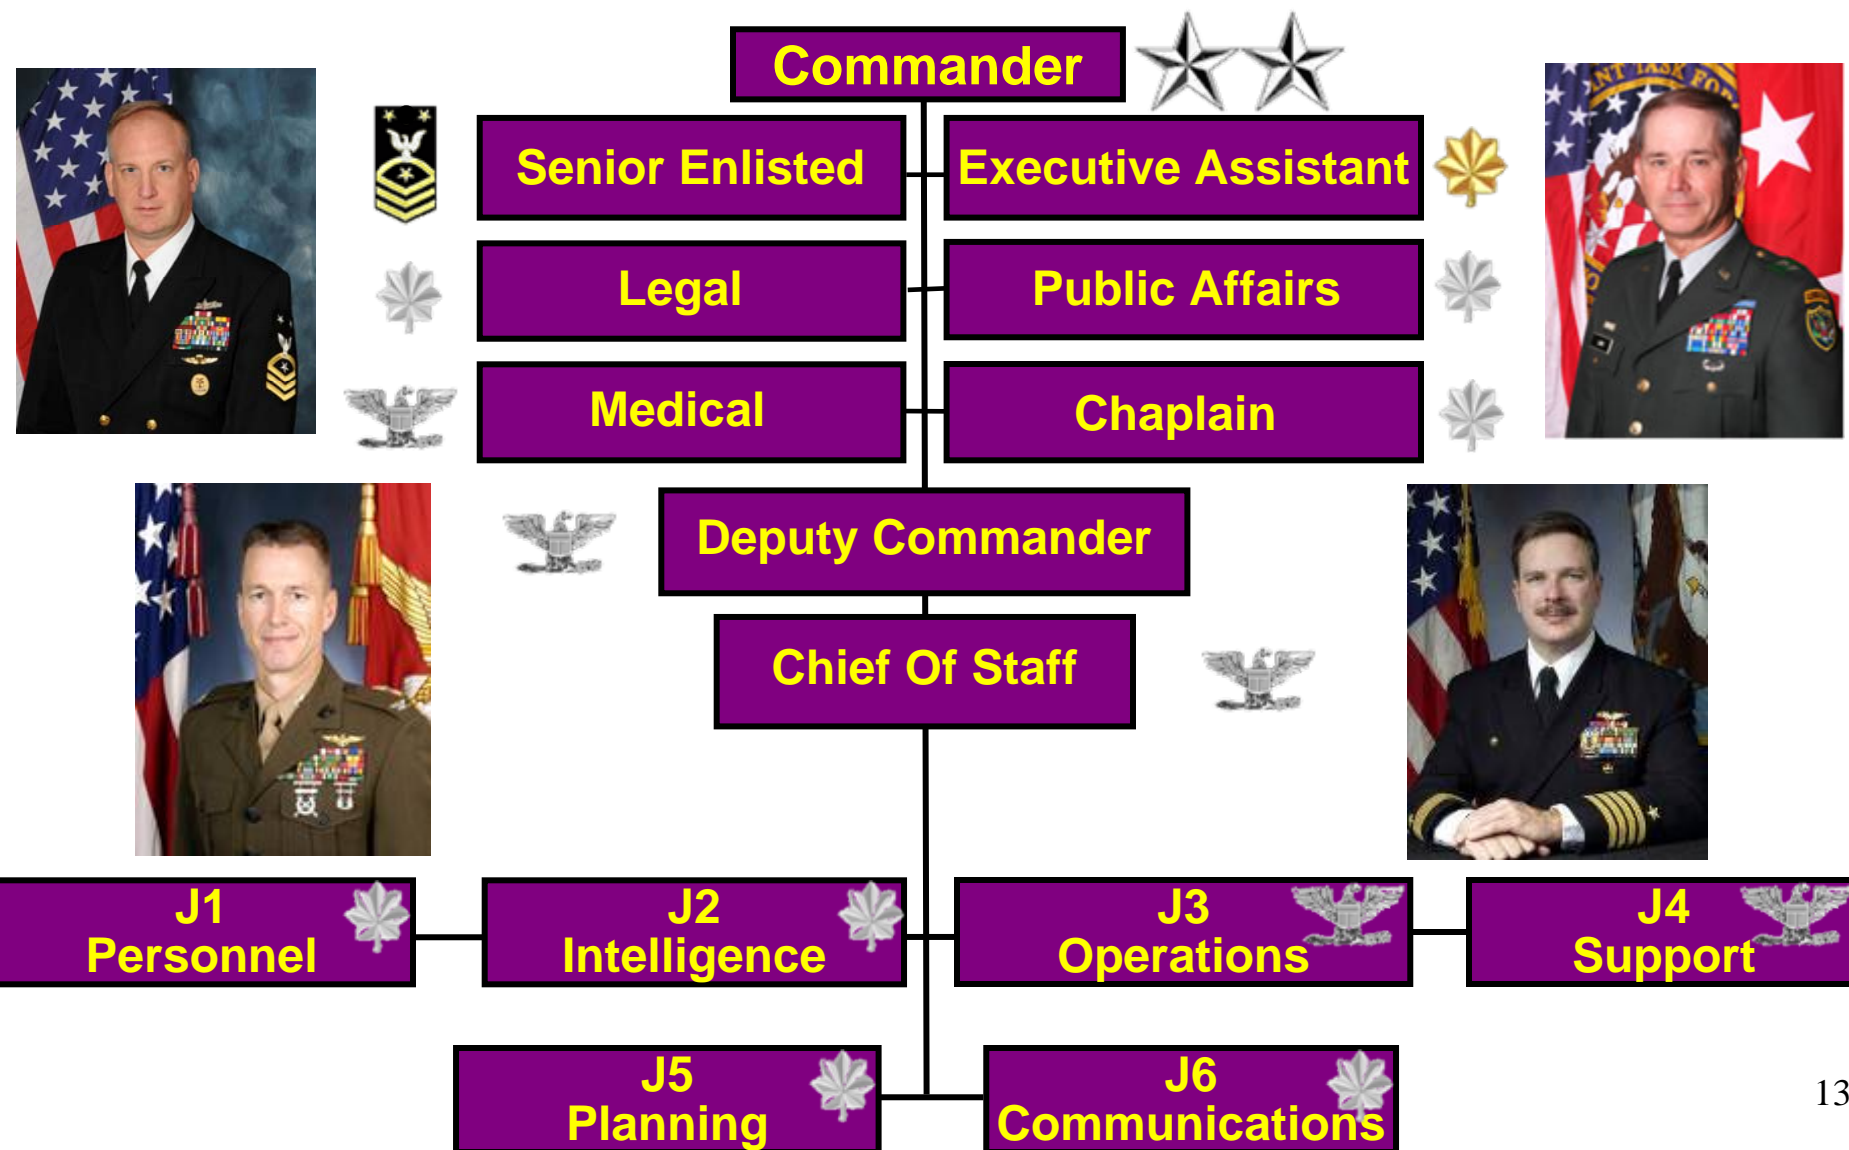 Commander
Senior Enlisted
Executive Assistant
Legal
Public Affairs
Medical
Chaplain
Deputy Commander
Chief Of Staff
J1
Personnel
J2
Intelligence
J3
Operations
J4
Support
J5
Planning
J6
Communications
13